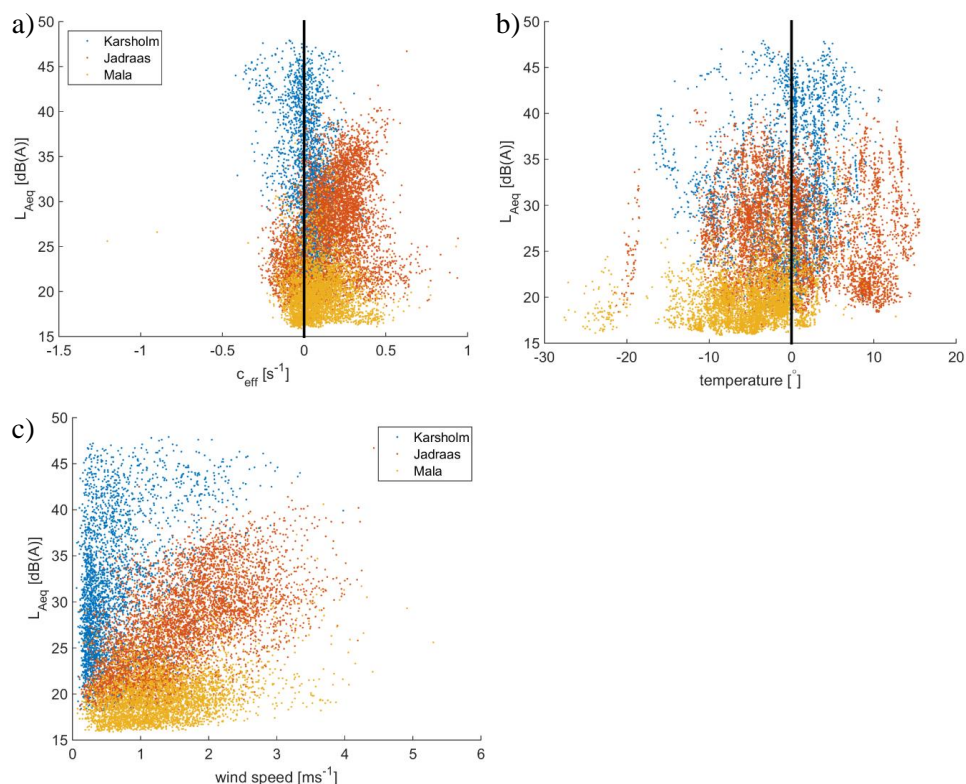 a)
50
45
40
35
30
25
20
15
L_Aeq [dB(A)]
Karsholm
Jadraas
Mala
-1.5 -1 -0.5 0 0.5 1
c_eff [s^-1]
b)
50
45
40
35
30
25
20
15
L_Aeq [dB(A)]
-30 -20 -10 0 10 20
temperature [°]
c)
50
45
40
35
30
25
20
15
L_Aeq [dB(A)]
Karsholm
Jadraas
Mala
0 1 2 3 4 5 6
wind speed [ms^-1]